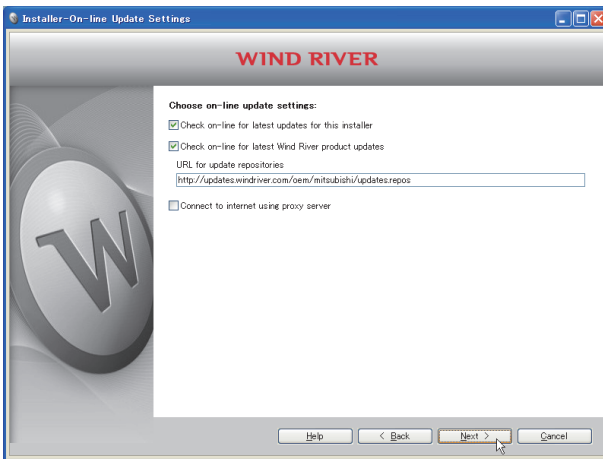 Installer-On-line Update Settings
WIND RIVER
Choose on-line update settings:
Check on-line for latest updates for this installer
Check on-line for latest Wind River product updates
URL for update repositories
http://updates.windriver.com/oem/mitsubishi/updates.repos
Connect to internet using proxy server
W
Help < Back Next > Cancel